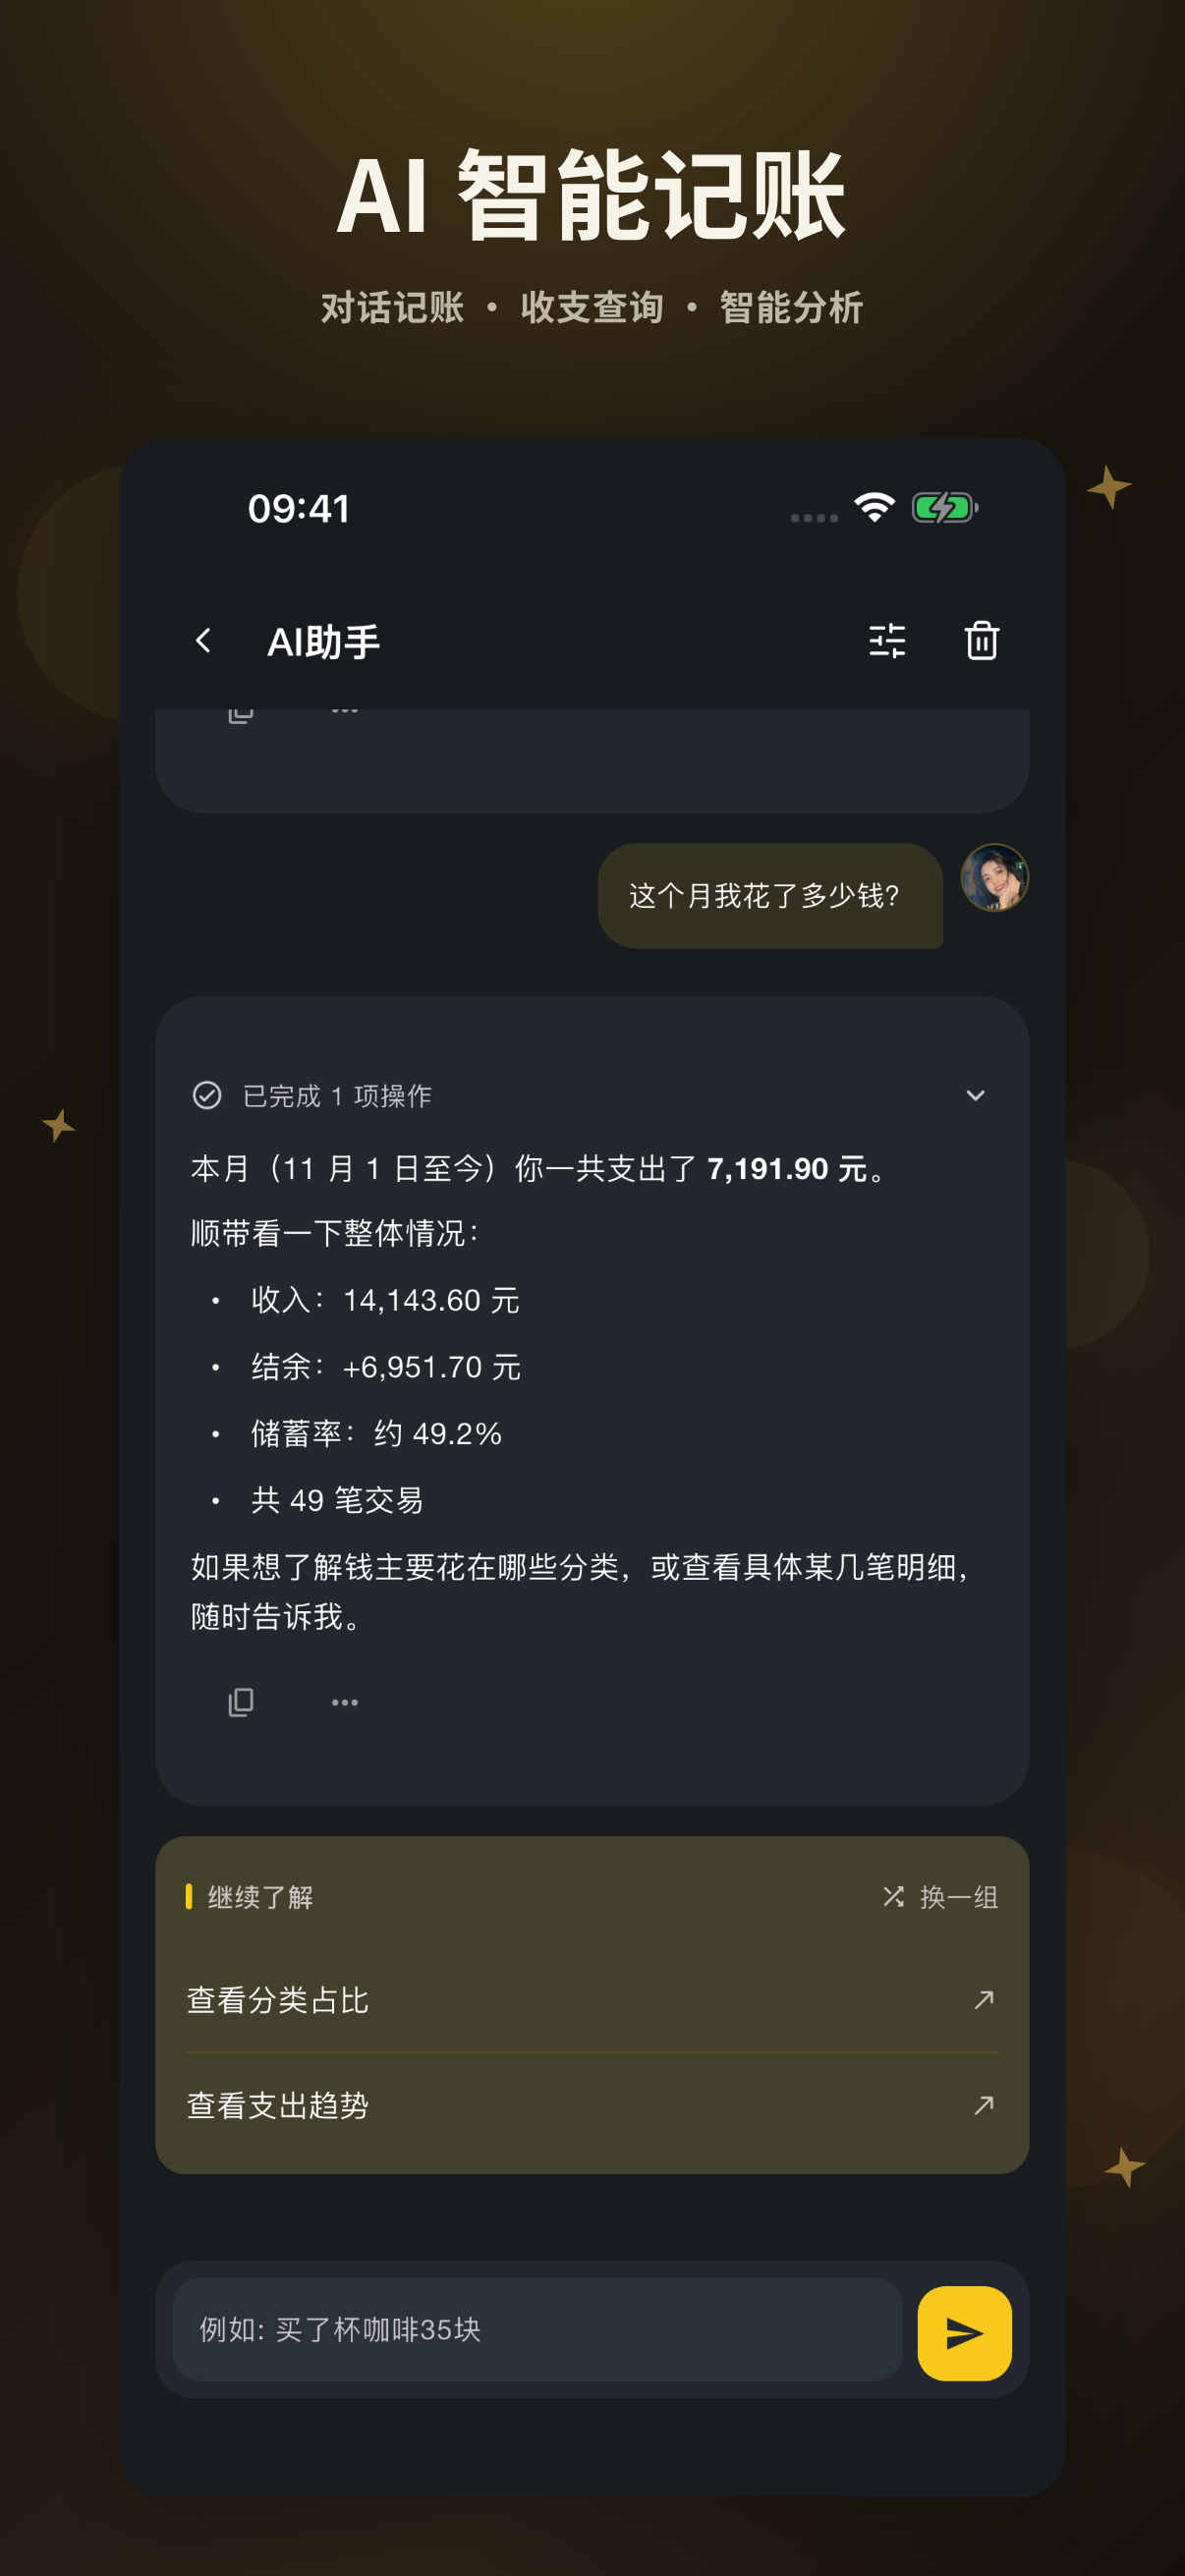 AI 智能记账
对话记账 • 收支查询 • 智能分析
09:41
AI助手
这个月我花了多少钱?
已完成 1 项操作
本月（11 月 1 日至今）你一共支出了 7,191.90 元。
顺带看一下整体情况：
• 收入：14,143.60 元
• 结余：+6,951.70 元
• 储蓄率：约 49.2%
• 共 49 笔交易
如果想了解钱主要花在哪些分类，或查看具体某几笔明细，
随时告诉我。
继续了解
换一组
查看分类占比
查看支出趋势
例如: 买了杯咖啡35块